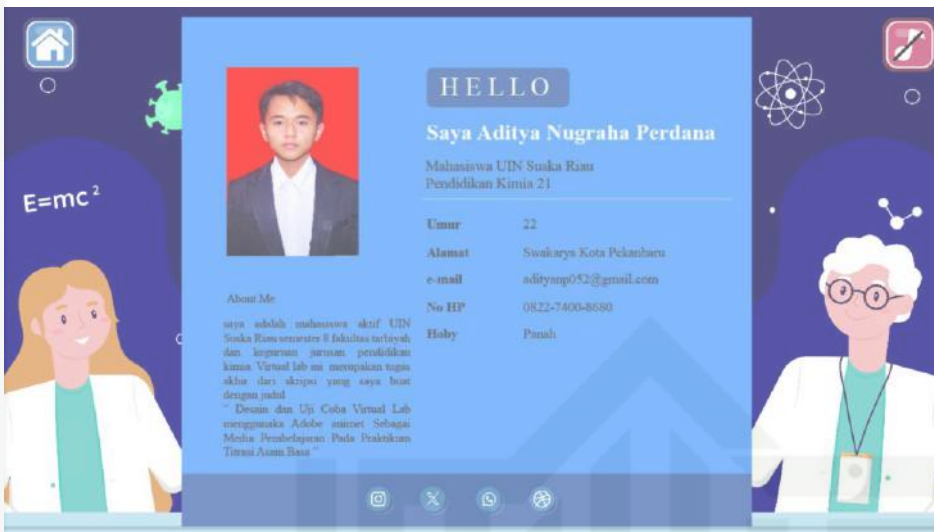 HELLO
Saya Aditya Nugraha Perdana
Mahasiswa UIN Suska Riau
Pendidikan Kimia 21
Umur 22
Alamat Swakarya Kota Pekanbaru
e-mail adityanp052@gmail.com
No HP 0822-7400-8680
Hoby Panah
About Me
saya adalah mahasiswa aktif UIN
Suska Riau semester 8 fakultas tarbiyah
dan keguruan jurusan pendidikan
kimia. Virtual lab ini merupakan tugas
akhir dari skripsi yang saya buat
dengan judul
" Desain dan Uji Coba Virtual Lab
menggunaka Adobe animet Sebagai
Media Pembelajaran Pada Praktikum
Titrasi Asam Basa "
E=mc²